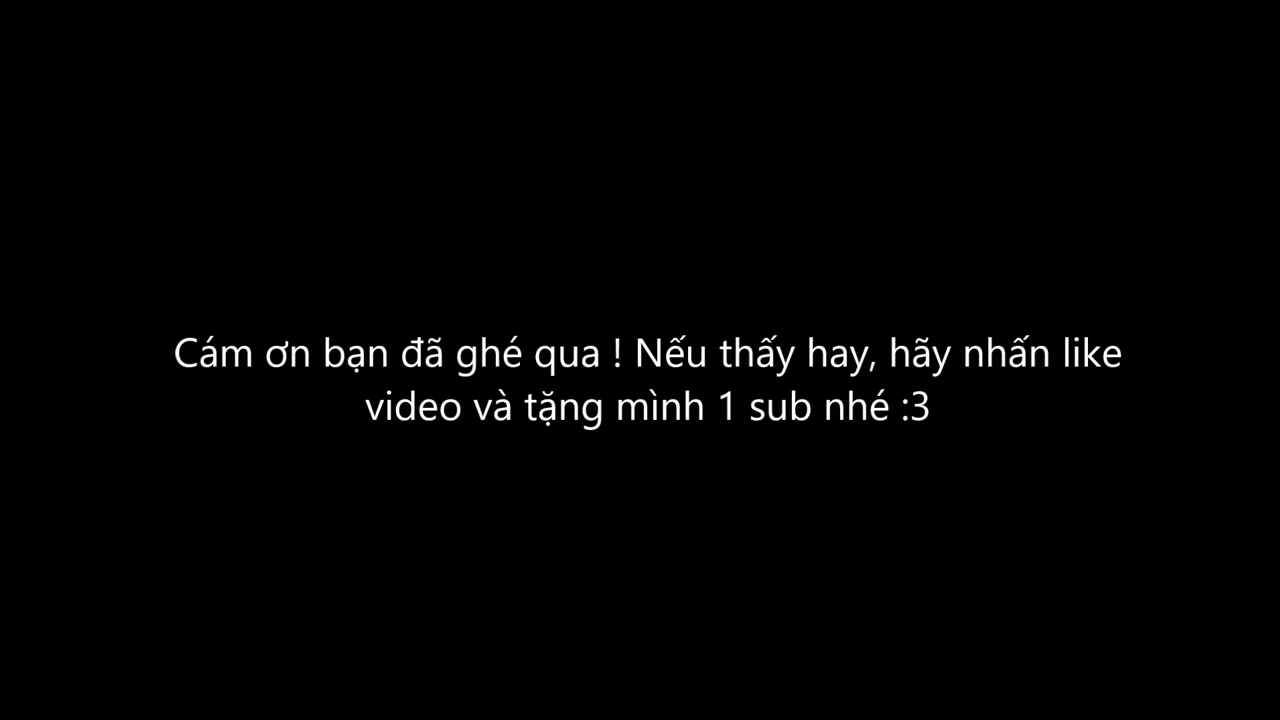 Cám ơn bạn đã ghé qua ! Nếu thấy hay, hãy nhấn like
video và tặng mình 1 sub nhé :3